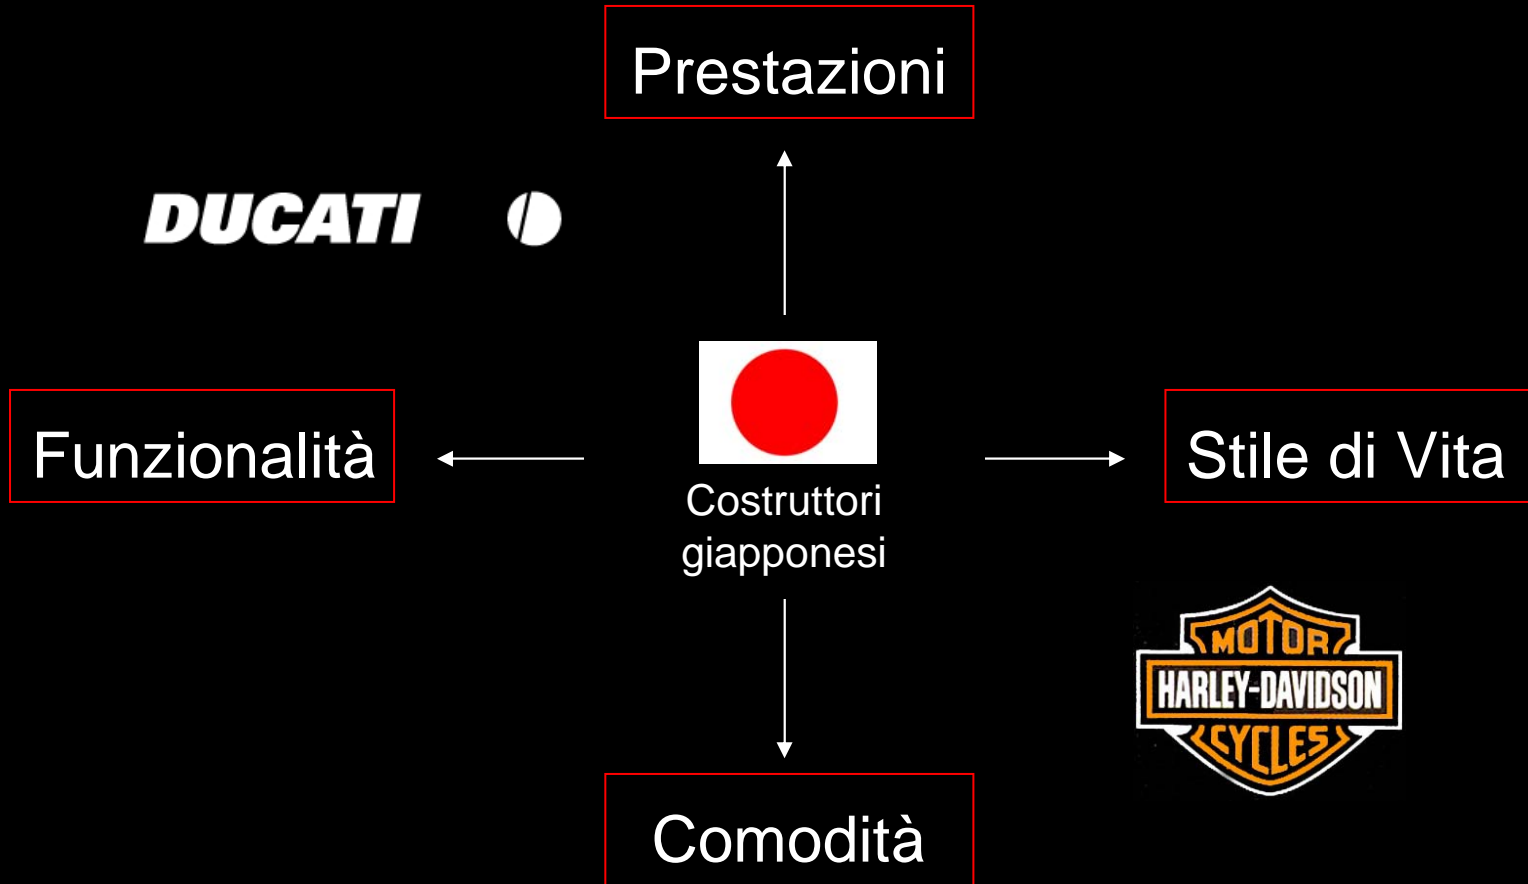 Prestazioni
DUCATI
Funzionalità
Stile di Vita
Costruttori
giapponesi
MOTOR
HARLEY-DAVIDSON
CYCLES
Comodità